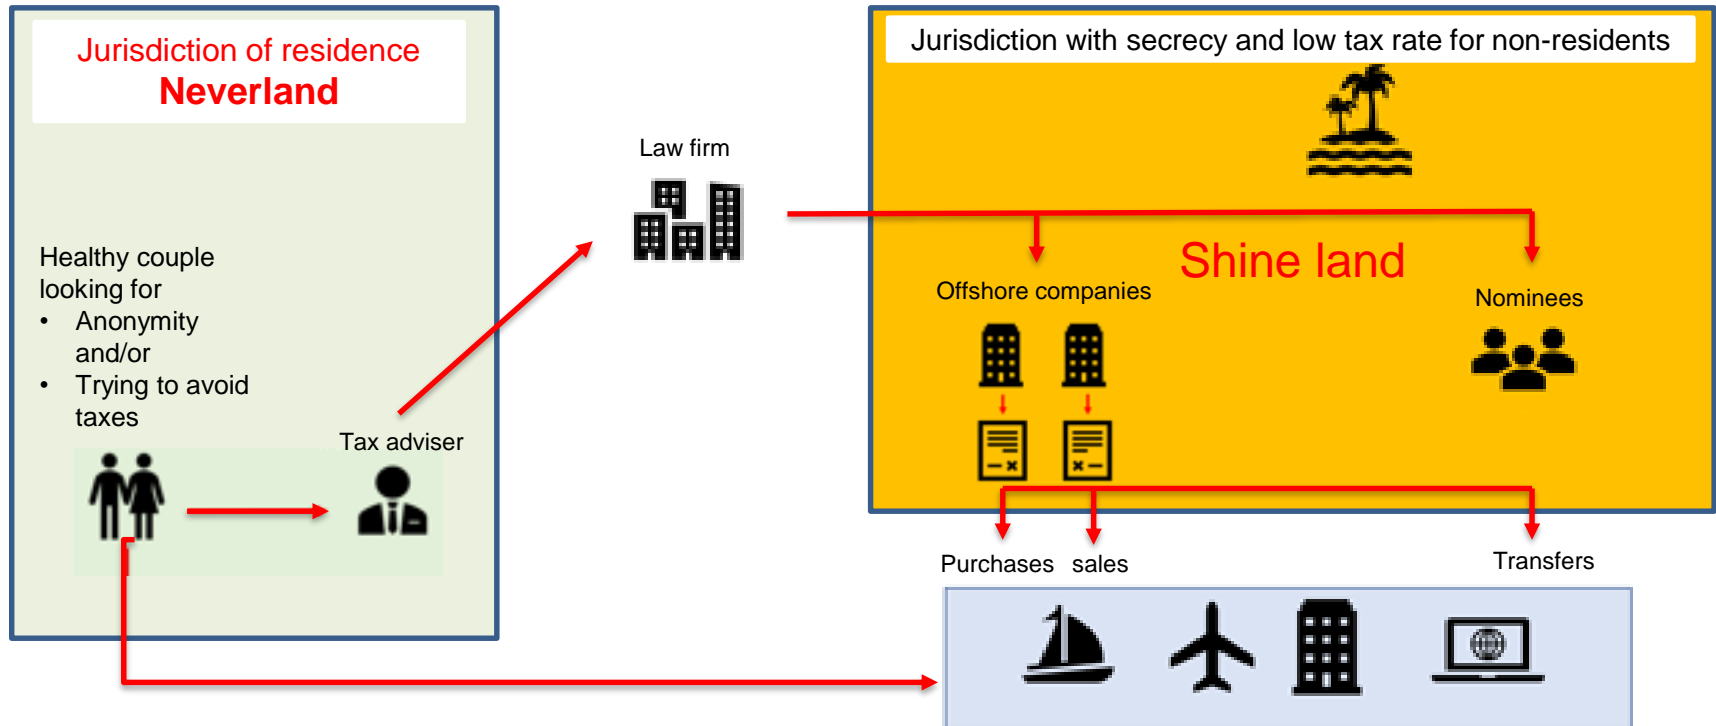 Jurisdiction of residence
Neverland
Healthy couple
looking for
• Anonymity
and/or
• Trying to avoid
taxes
Tax adviser
Law firm
Jurisdiction with secrecy and low tax rate for non-residents
Shine land
Offshore companies
Nominees
Purchases sales
Transfers